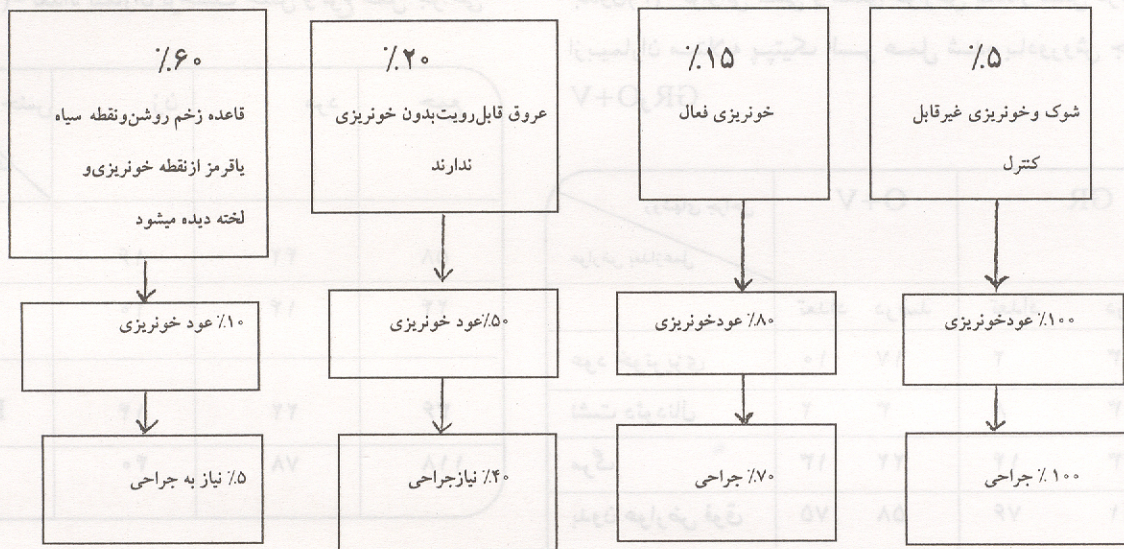 ٪۵
شوک وخونریزی غیرقابل
کنترل
٪۱۰۰ عودخونریزی
٪۱۰۰ جراحی
٪۱۵
خونریزی فعال
٪۸۰ عودخونریزی
٪۷۰ جراحی
٪۲۰
عروق قابل رویت بدون خونریزی
ندارند
٪۵۰ عود خونریزی
٪۴۰ نیازجراحی
٪۶۰
قاعده زخم روشن ونقطه سیاه
یاقرمز ازنقطه خونریزی و
لخته دیده میشود
٪۱۰ عود خونریزی
٪۵ نیاز به جراحی